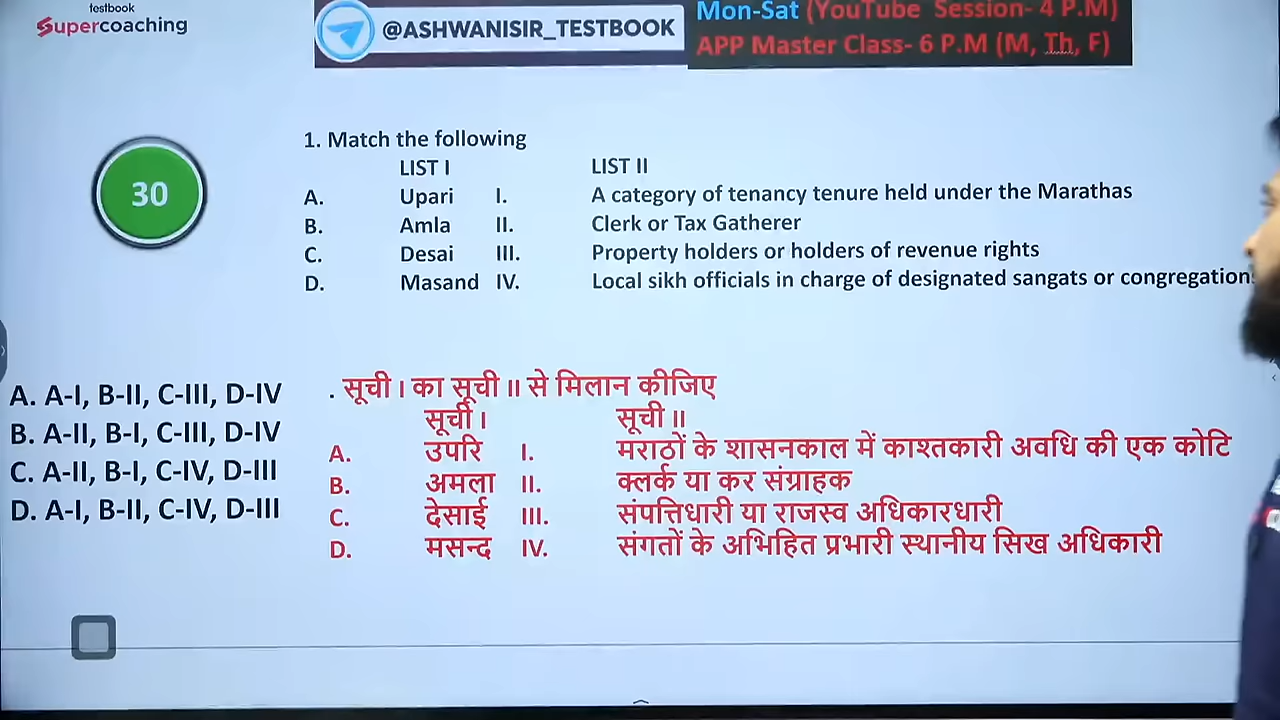 testbook
Supercoaching
@ASHWANISIR_TESTBOOK
Mon-Sat (YouTube Session- 4 P.M)
APP Master Class- 6 P.M (M, Th, F)
30
1. Match the following
LIST I LIST II
A. Upari I. A category of tenancy tenure held under the Marathas
B. Amla II. Clerk or Tax Gatherer
C. Desai III. Property holders or holders of revenue rights
D. Masand IV. Local sikh officials in charge of designated sangats or congregation
A. A-I, B-II, C-III, D-IV
B. A-II, B-I, C-III, D-IV
C. A-II, B-I, C-IV, D-III
D. A-I, B-II, C-IV, D-III
. सूची I का सूची II से मिलान कीजिए
सूची I सूची II
A. उपरि I. मराठों के शासनकाल में काश्तकारी अवधि की एक कोटि
B. अमला II. क्लर्क या कर संग्राहक
C. देसाई III. संपत्तिधारी या राजस्व अधिकारधारी
D. मसन्द IV. संगतों के अभिहित प्रभारी स्थानीय सिख अधिकारी